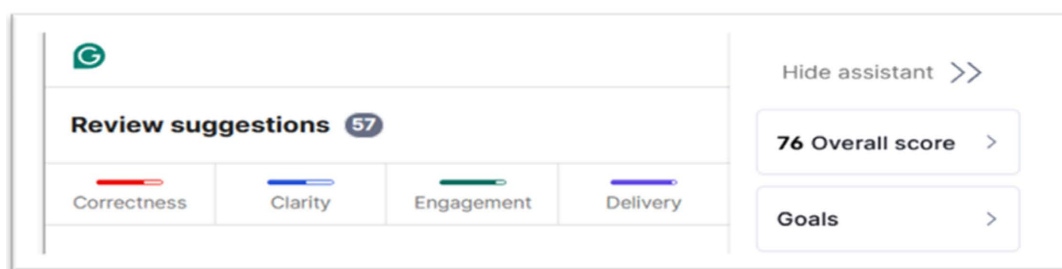 Hide assistant >>
Review suggestions 57
76 Overall score >
Correctness Clarity Engagement Delivery
Goals >